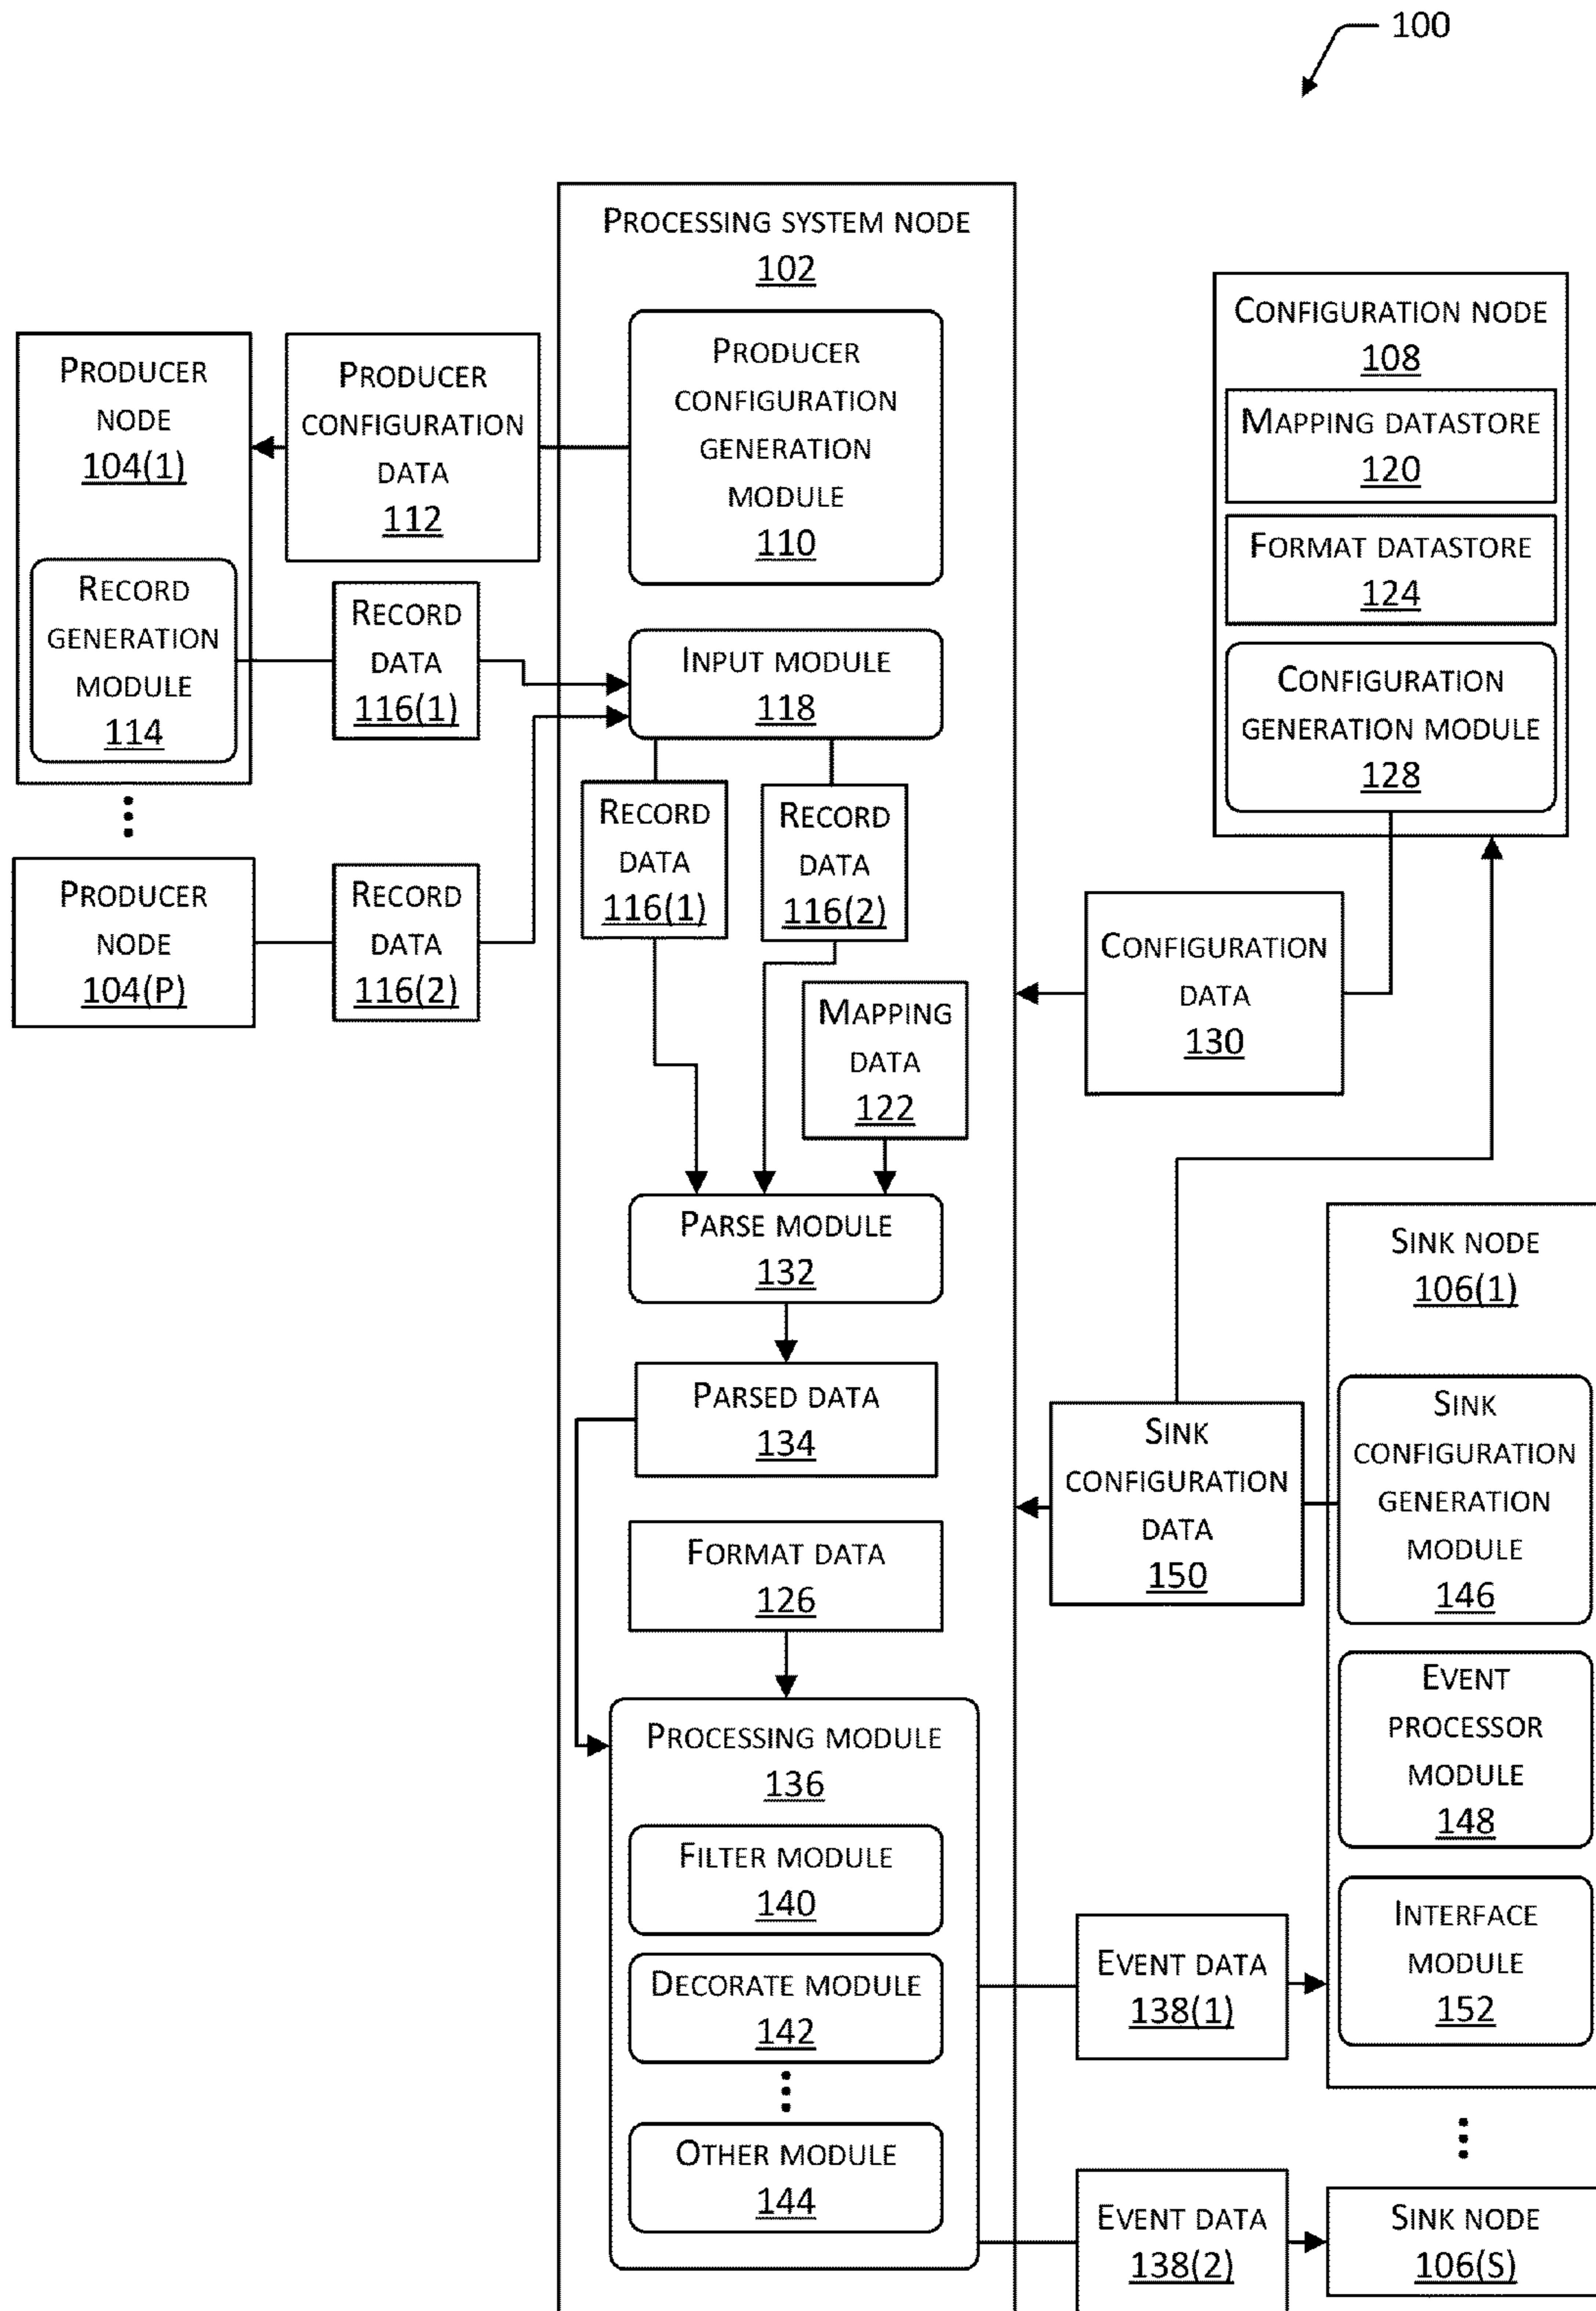 100
PROCESSING SYSTEM NODE
102
PRODUCER
CONFIGURATION
GENERATION
MODULE
110
PRODUCER
NODE
104(1)
PRODUCER
CONFIGURATION
DATA
112
RECORD
GENERATION
MODULE
114
RECORD
DATA
116(1)
INPUT MODULE
118
PRODUCER
NODE
104(P)
RECORD
DATA
116(2)
RECORD
DATA
116(1)
RECORD
DATA
116(2)
MAPPING
DATA
122
PARSE MODULE
132
PARSED DATA
134
FORMAT DATA
126
PROCESSING MODULE
136
FILTER MODULE
140
DECORATE MODULE
142
OTHER MODULE
144
CONFIGURATION NODE
108
MAPPING DATASTORE
120
FORMAT DATASTORE
124
CONFIGURATION
GENERATION MODULE
128
CONFIGURATION
DATA
130
SINK
CONFIGURATION
DATA
150
SINK NODE
106(1)
SINK
CONFIGURATION
GENERATION
MODULE
146
EVENT
PROCESSOR
MODULE
148
INTERFACE
MODULE
152
EVENT DATA
138(1)
EVENT DATA
138(2)
SINK NODE
106(S)